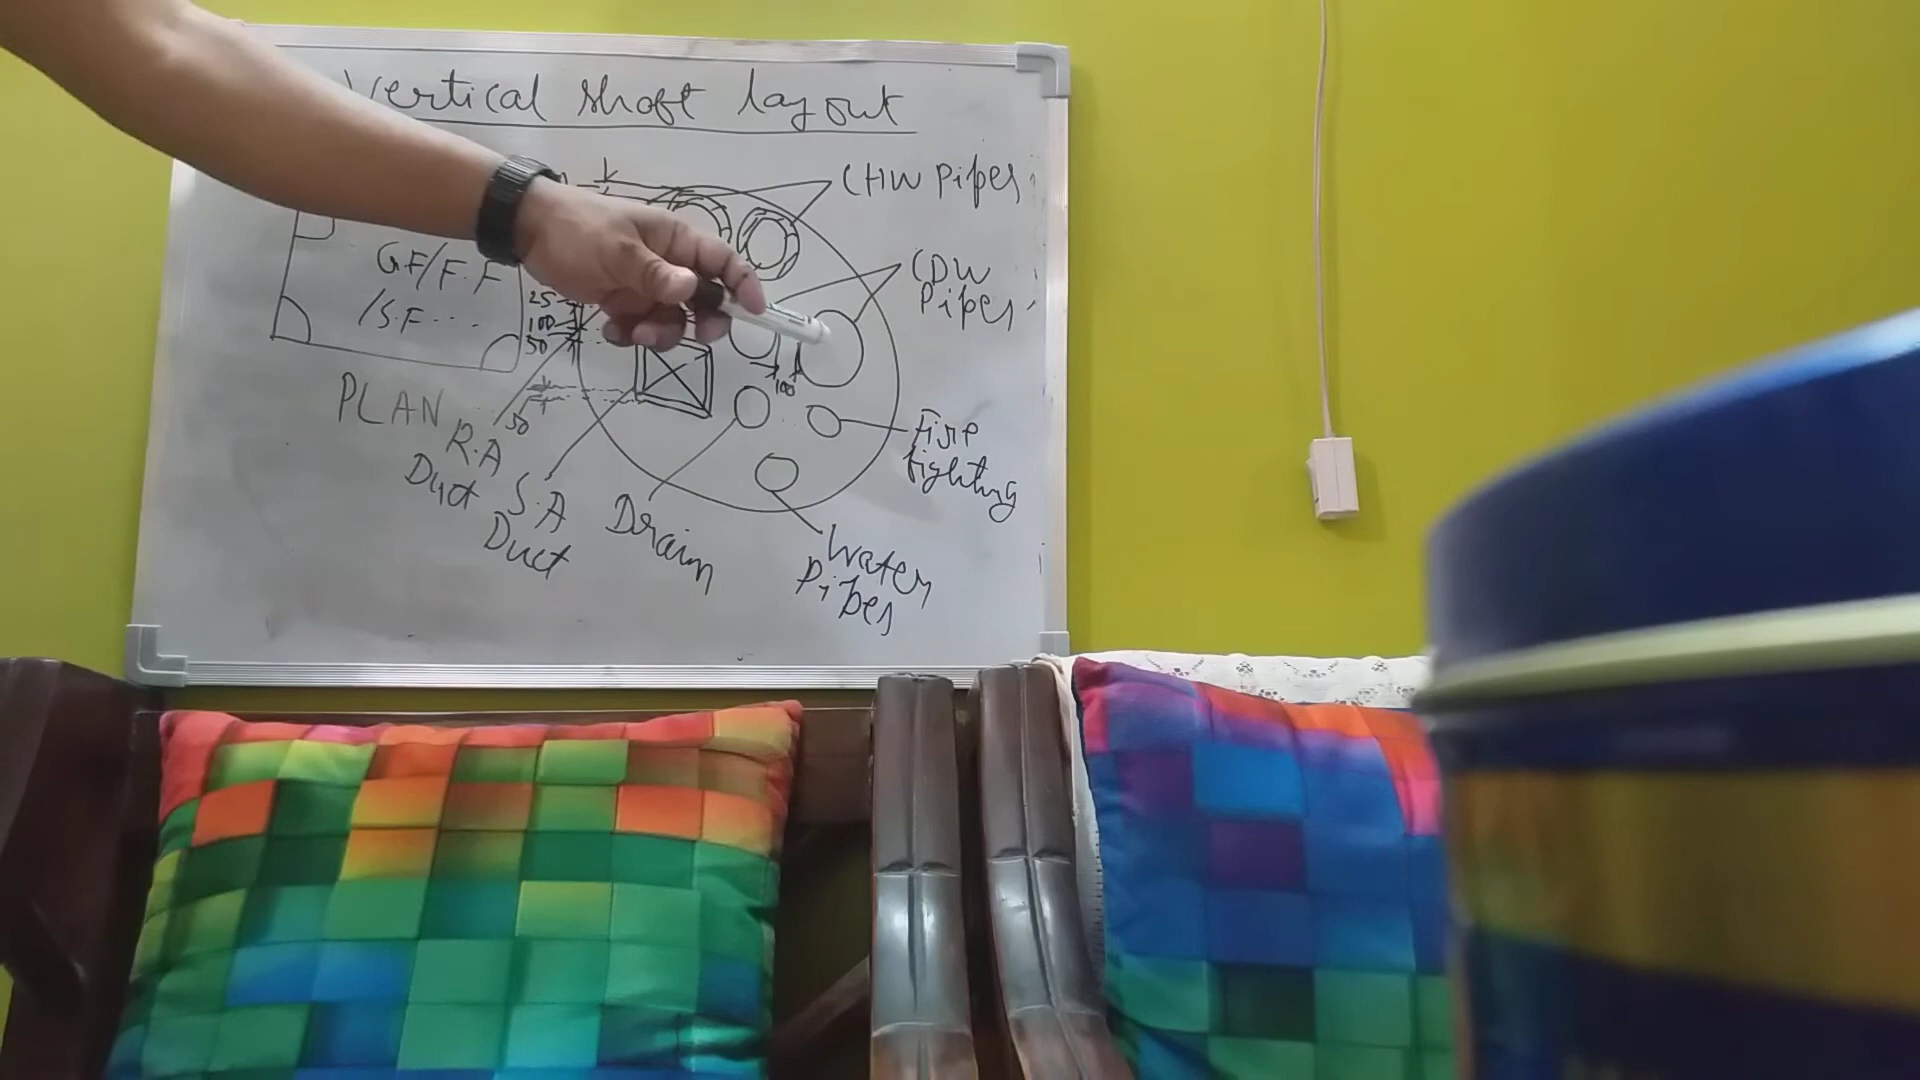 Vertical shaft layout
CHW Pipes
G.F/F.F
/S.F...
CDW
Pipes
25
100
50
100
PLAN
50
R.A
Duct
S.A
Duct
Drain
Fire
fighting
Water
Pipes